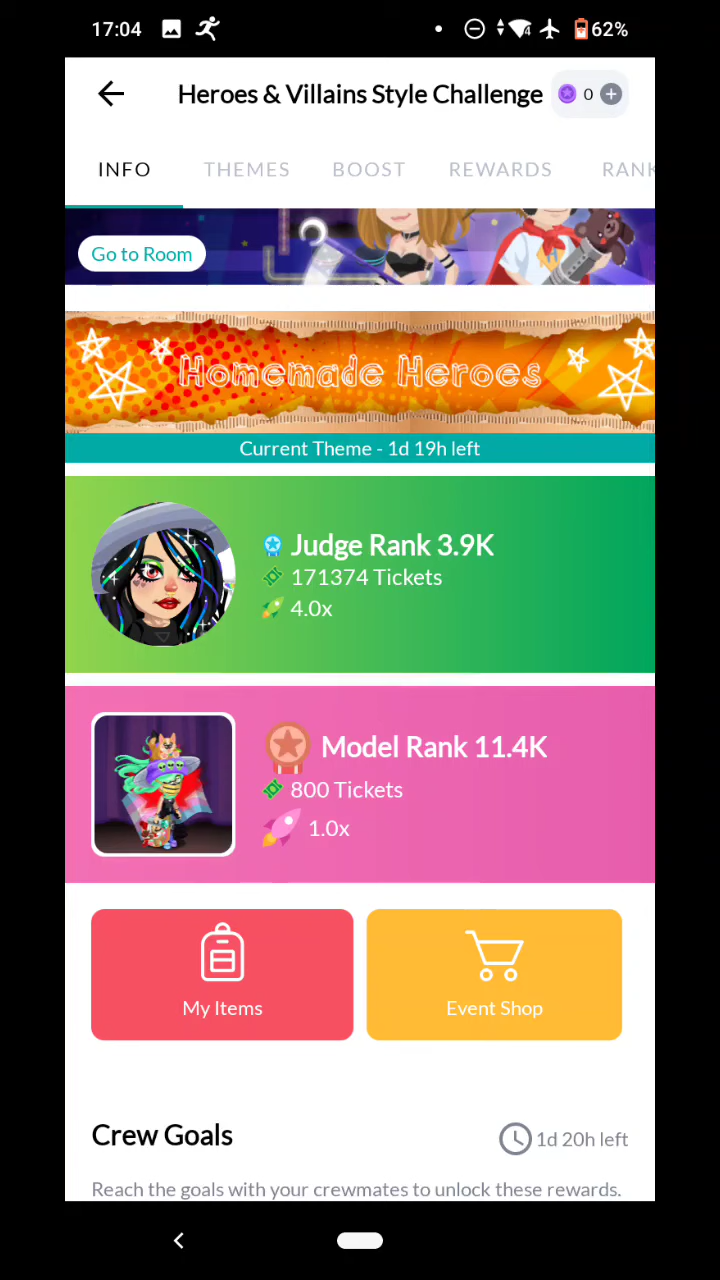 17:04
62%
Heroes & Villains Style Challenge
0
INFO THEMES BOOST REWARDS RANK
Go to Room
Homemade Heroes
Current Theme - 1d 19h left
Judge Rank 3.9K
171374 Tickets
4.0x
Model Rank 11.4K
800 Tickets
1.0x
My Items
Event Shop
Crew Goals
1d 20h left
Reach the goals with your crewmates to unlock these rewards.